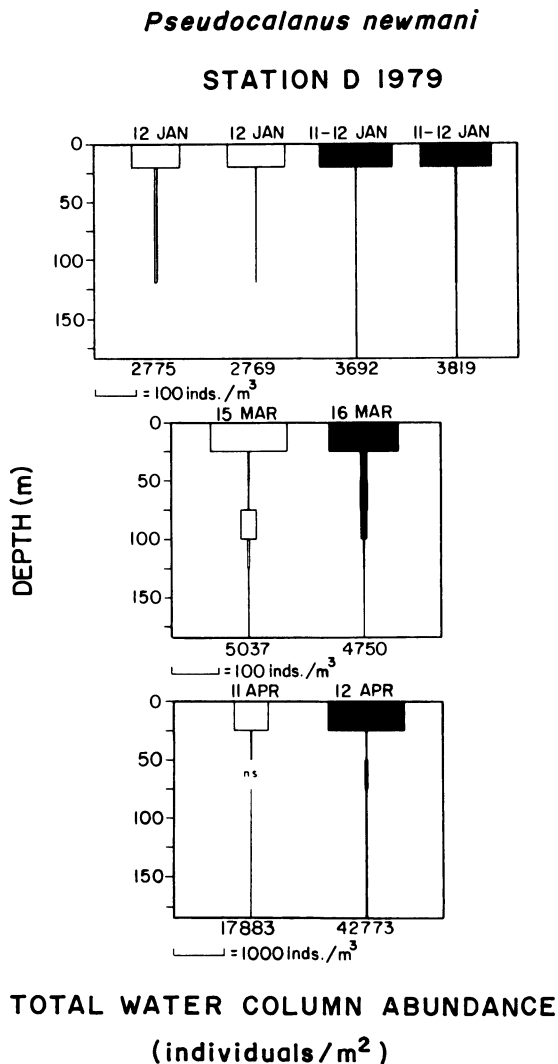 Pseudocalanus newmani
STATION D 1979
12 JAN 12 JAN 11-12 JAN 11-12 JAN
0
50
100
150
2775 2769 3692 3819
= 100 inds./m³
15 MAR 16 MAR
0
50
100
150
5037 4750
= 100 inds./m³
DEPTH (m)
11 APR 12 APR
0
50
ns
100
150
17883 42773
= 1000 Inds./m³
TOTAL WATER COLUMN ABUNDANCE
(individuals/m²)